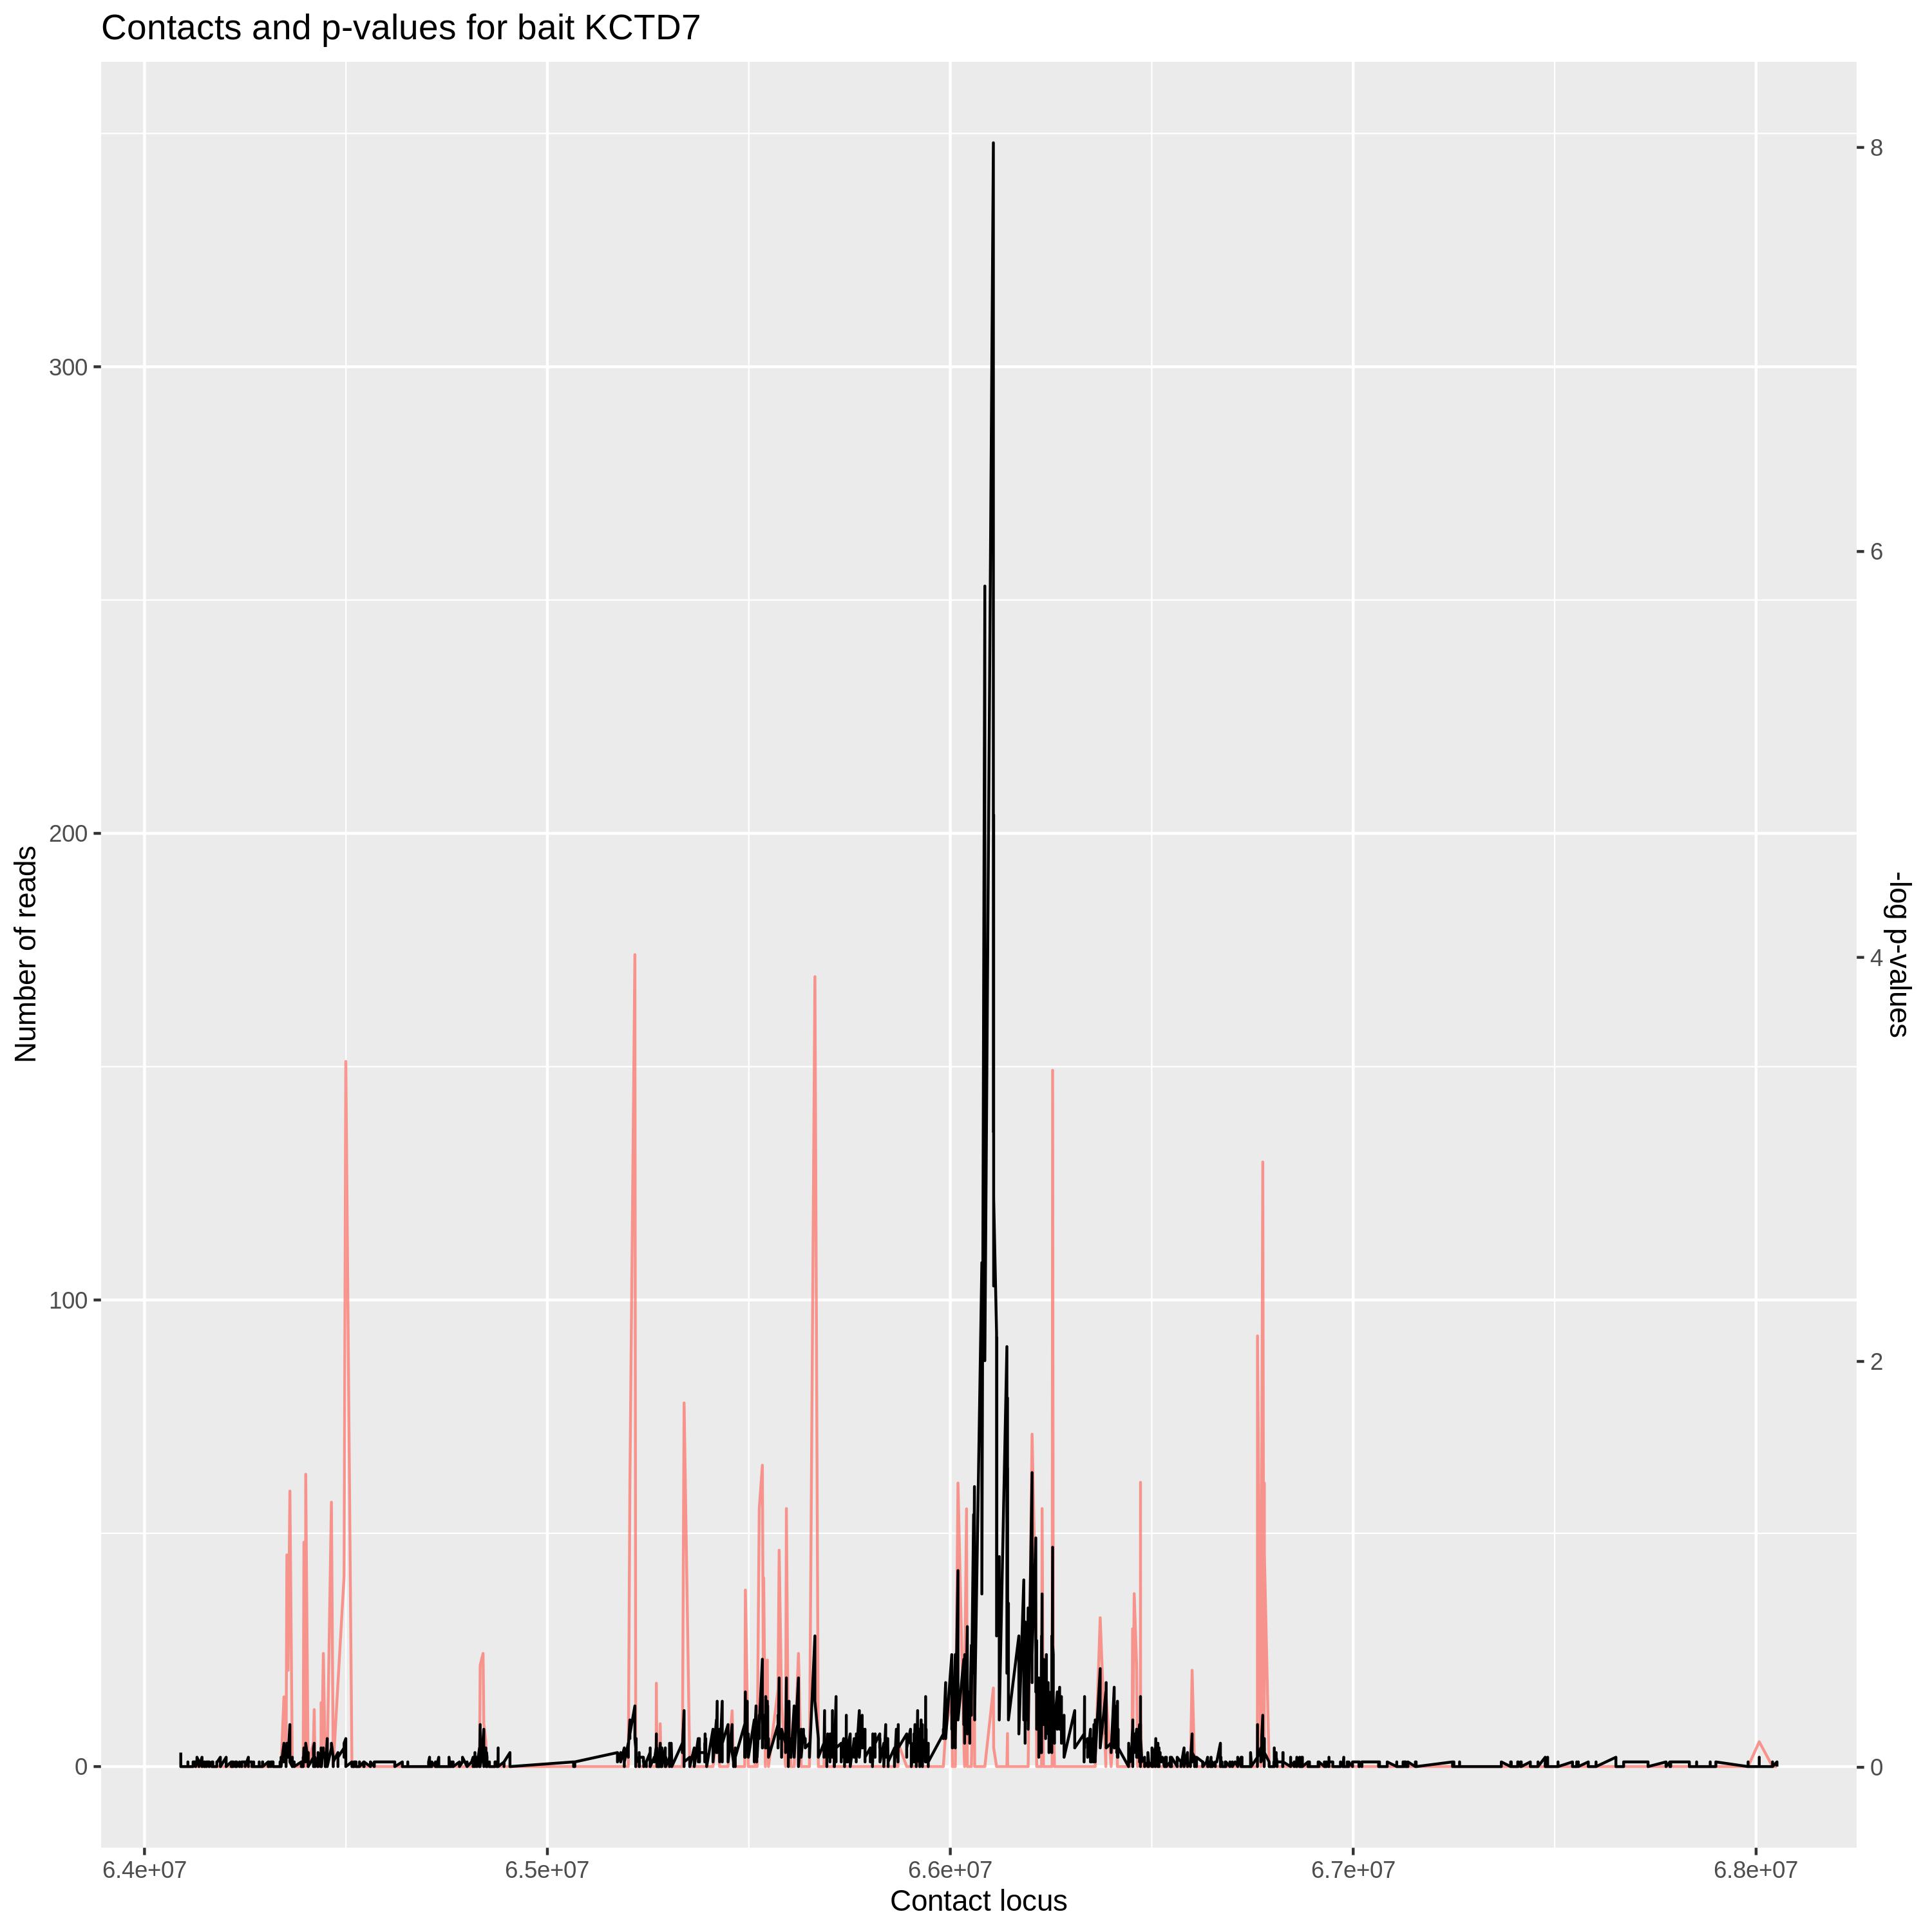 Contacts and p-values for bait KCTD7
Number of reads
300
200
100
0
8
6
4
2
0
-log p-values
6.4e+07
6.5e+07
6.6e+07
6.7e+07
6.8e+07
Contact locus